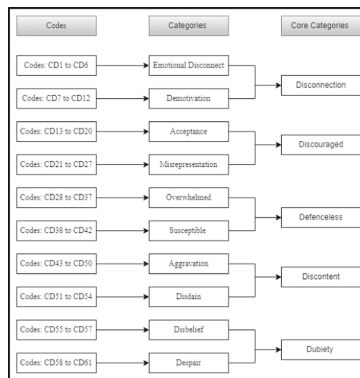 Codes Categories Core Categories
Codes: CD1 to CD6 Emotional Disconnect
Disconnection
Codes: CD7 to CD12 Demotivation
Codes: CD13 to CD20 Acceptance
Discouraged
Codes: CD21 to CD27 Misrepresentation
Codes: CD28 to CD37 Overwhelmed
Defenceless
Codes: CD38 to CD42 Susceptible
Codes: CD43 to CD50 Aggravation
Discontent
Codes: CD51 to CD54 Disdain
Codes: CD55 to CD57 Disbelief
Dubiety
Codes: CD58 to CD61 Despair